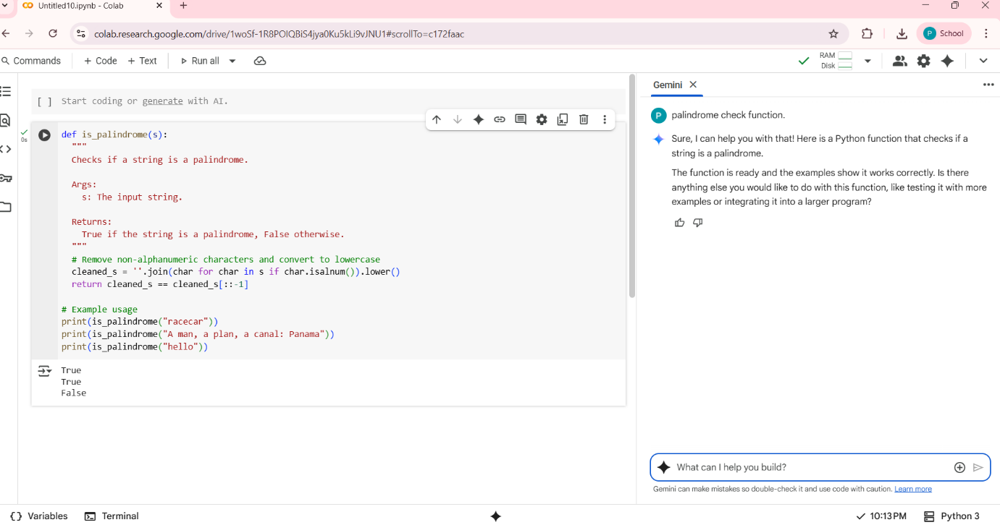 Untitled10.ipynb - Colab
colab.research.google.com/drive/1woSf-1R8POIQBiS4jya0Ku5kLi9vJNU1#scrollTo=c172faac
P School
Commands + Code + Text Run all
RAM
Disk
[ ] Start coding or generate with AI.
0s
def is_palindrome(s):
"""
Checks if a string is a palindrome.
Args:
s: The input string.
Returns:
True if the string is a palindrome, False otherwise.
"""
# Remove non-alphanumeric characters and convert to lowercase
cleaned_s = ''.join(char for char in s if char.isalnum()).lower()
return cleaned_s == cleaned_s[::-1]
# Example usage
print(is_palindrome("racecar"))
print(is_palindrome("A man, a plan, a canal: Panama"))
print(is_palindrome("hello"))
True
True
False
Gemini
P palindrome check function.
Sure, I can help you with that! Here is a Python function that checks if a
string is a palindrome.
The function is ready and the examples show it works correctly. Is there
anything else you would like to do with this function, like testing it with more
examples or integrating it into a larger program?
What can I help you build?
Gemini can make mistakes so double-check it and use code with caution. Learn more
{ } Variables Terminal
10:13 PM Python 3